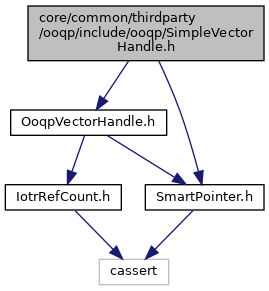 core/common/thirdparty
/ooqp/include/ooqp/SimpleVector
Handle.h
OoqpVectorHandle.h
IotrRefCount.h
SmartPointer.h
cassert